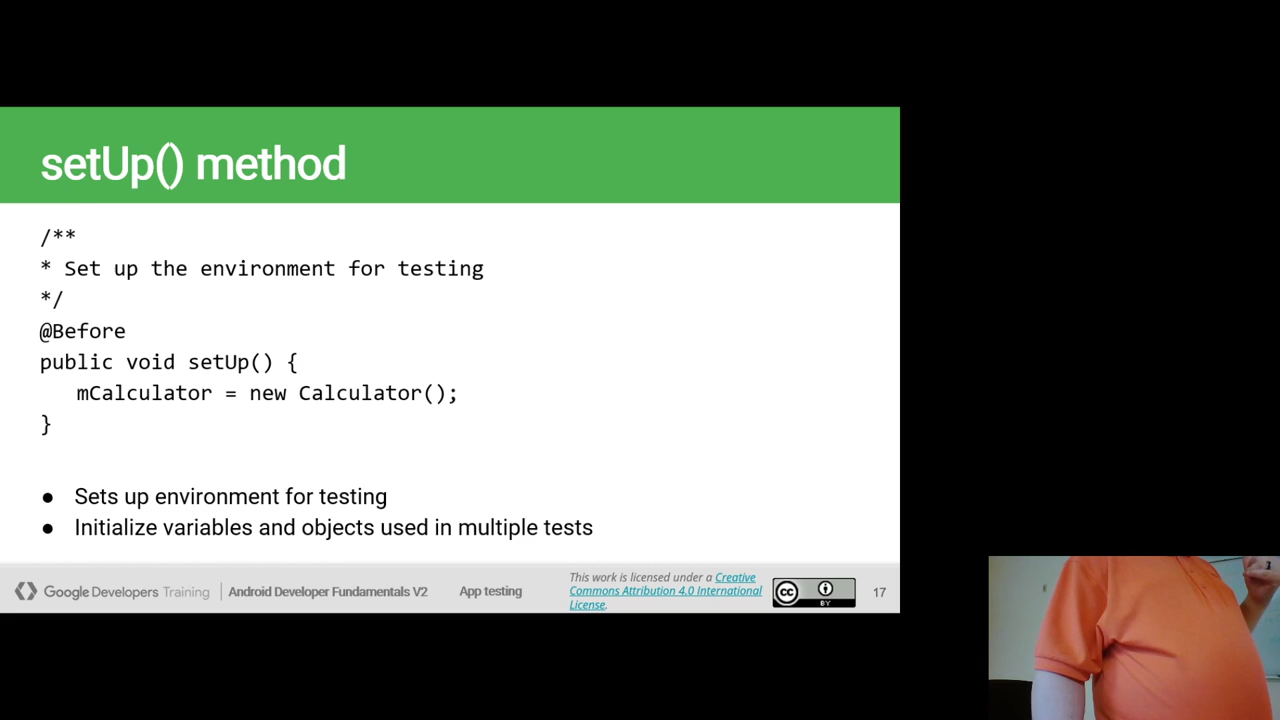 setUp() method
/**
* Set up the environment for testing
*/
@Before
public void setUp() {
mCalculator = new Calculator();
}
● Sets up environment for testing
● Initialize variables and objects used in multiple tests
Google Developers Training
Android Developer Fundamentals V2
App testing
This work is licensed under a Creative
Commons Attribution 4.0 International
License.
cc
BY
17